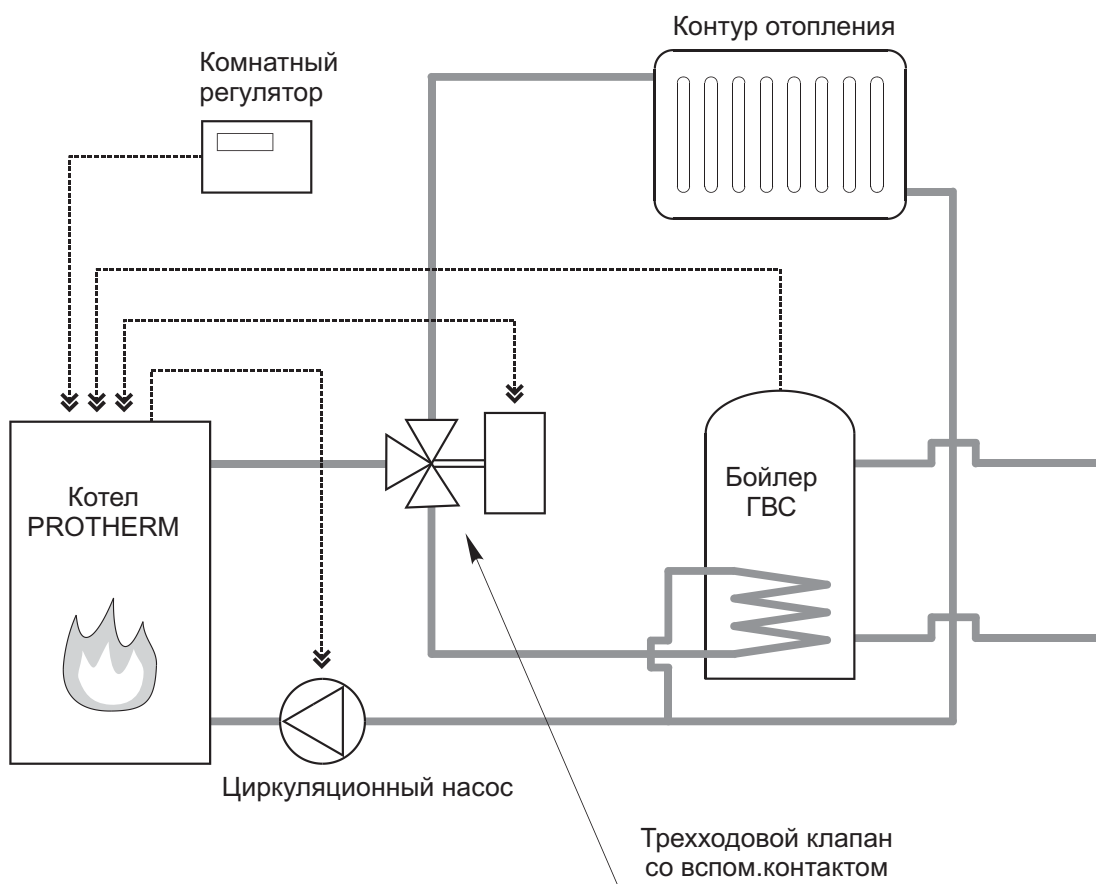 Контур отопления
Комнатный
регулятор
Котел
PROTHERM
Бойлер
ГВС
Циркуляционный насос
Трехходовой клапан
со вспом.контактом